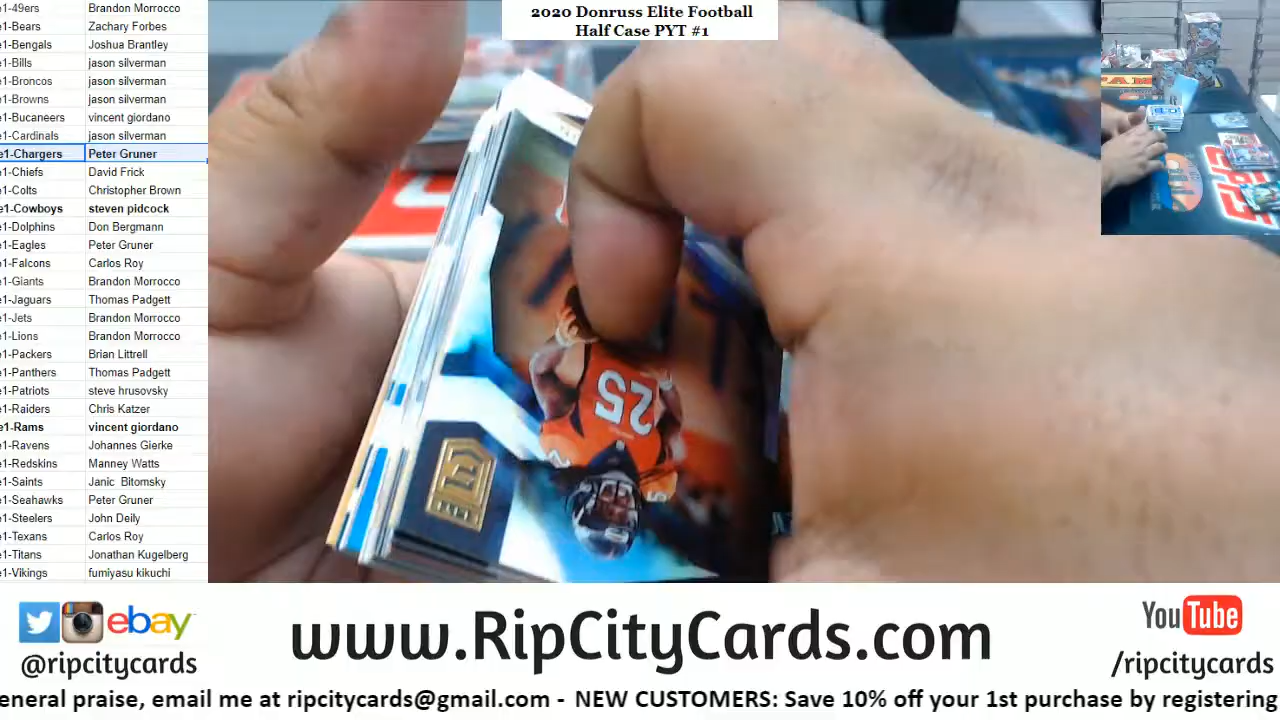 2020 Donruss Elite Football
Half Case PYT #1
e1-49ers Brandon Morrocco
e1-Bears Zachary Forbes
e1-Bengals Joshua Brantley
e1-Bills jason silverman
e1-Broncos jason silverman
e1-Browns jason silverman
e1-Bucaneers vincent giordano
e1-Cardinals jason silverman
e1-Chargers Peter Gruner
e1-Chiefs David Frick
e1-Colts Christopher Brown
e1-Cowboys steven pidcock
e1-Dolphins Don Bergmann
e1-Eagles Peter Gruner
e1-Falcons Carlos Roy
e1-Giants Brandon Morrocco
e1-Jaguars Thomas Padgett
e1-Jets Brandon Morrocco
e1-Lions Brandon Morrocco
e1-Packers Brian Littrell
e1-Panthers Thomas Padgett
e1-Patriots steve hrusovsky
e1-Raiders Chris Katzer
e1-Rams vincent giordano
e1-Ravens Johannes Gierke
e1-Redskins Manney Watts
e1-Saints Janic Bitomsky
e1-Seahawks Peter Gruner
e1-Steelers John Deily
e1-Texans Carlos Roy
e1-Titans Jonathan Kugelberg
e1-Vikings fumiyasu kikuchi
25
ebay
@ripcitycards
www.RipCityCards.com
YouTube
/ripcitycards
eneral praise, email me at ripcitycards@gmail.com - NEW CUSTOMERS: Save 10% off your 1st purchase by registering